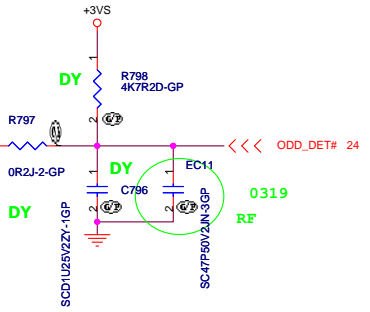 +3VS
1
R798
4K7R2D-GP
DY
2
G/P
R797
ODD_DET# 24
0R2J-2-GP
DY
DY
1
C796
2
G/P
SCD1U25V2ZY-1GP
1
EC11
2
G/P
SC47P50V2JN-3GP
0319
RF